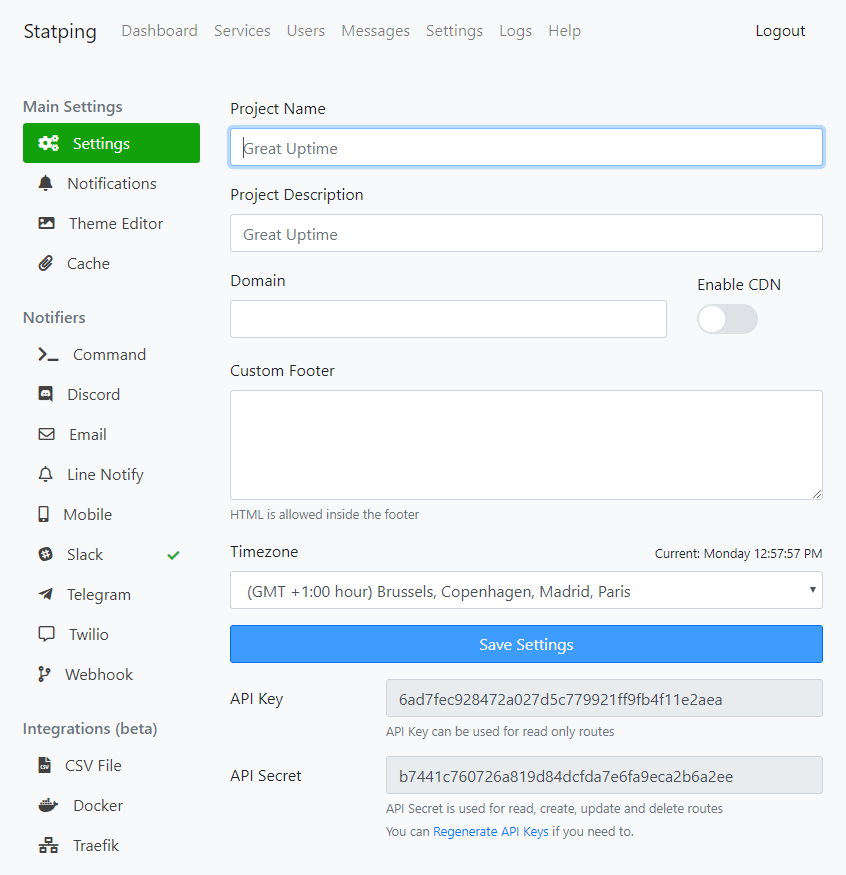 Statping Dashboard Services Users Messages Settings Logs Help Logout
Main Settings
Settings
Notifications
Theme Editor
Cache
Notifiers
Command
Discord
Email
Line Notify
Mobile
Slack
Telegram
Twilio
Webhook
Integrations (beta)
CSV File
Docker
Traefik
Project Name
Great Uptime
Project Description
Great Uptime
Domain
Enable CDN
Custom Footer
HTML is allowed inside the footer
Timezone Current: Monday 12:57:57 PM
(GMT +1:00 hour) Brussels, Copenhagen, Madrid, Paris
Save Settings
API Key 6ad7fec928472a027d5c779921ff9fb4f11e2aea
API Key can be used for read only routes
API Secret b7441c760726a819d84dcfda7e6fa9eca2b6a2ee
API Secret is used for read, create, update and delete routes
You can Regenerate API Keys if you need to.